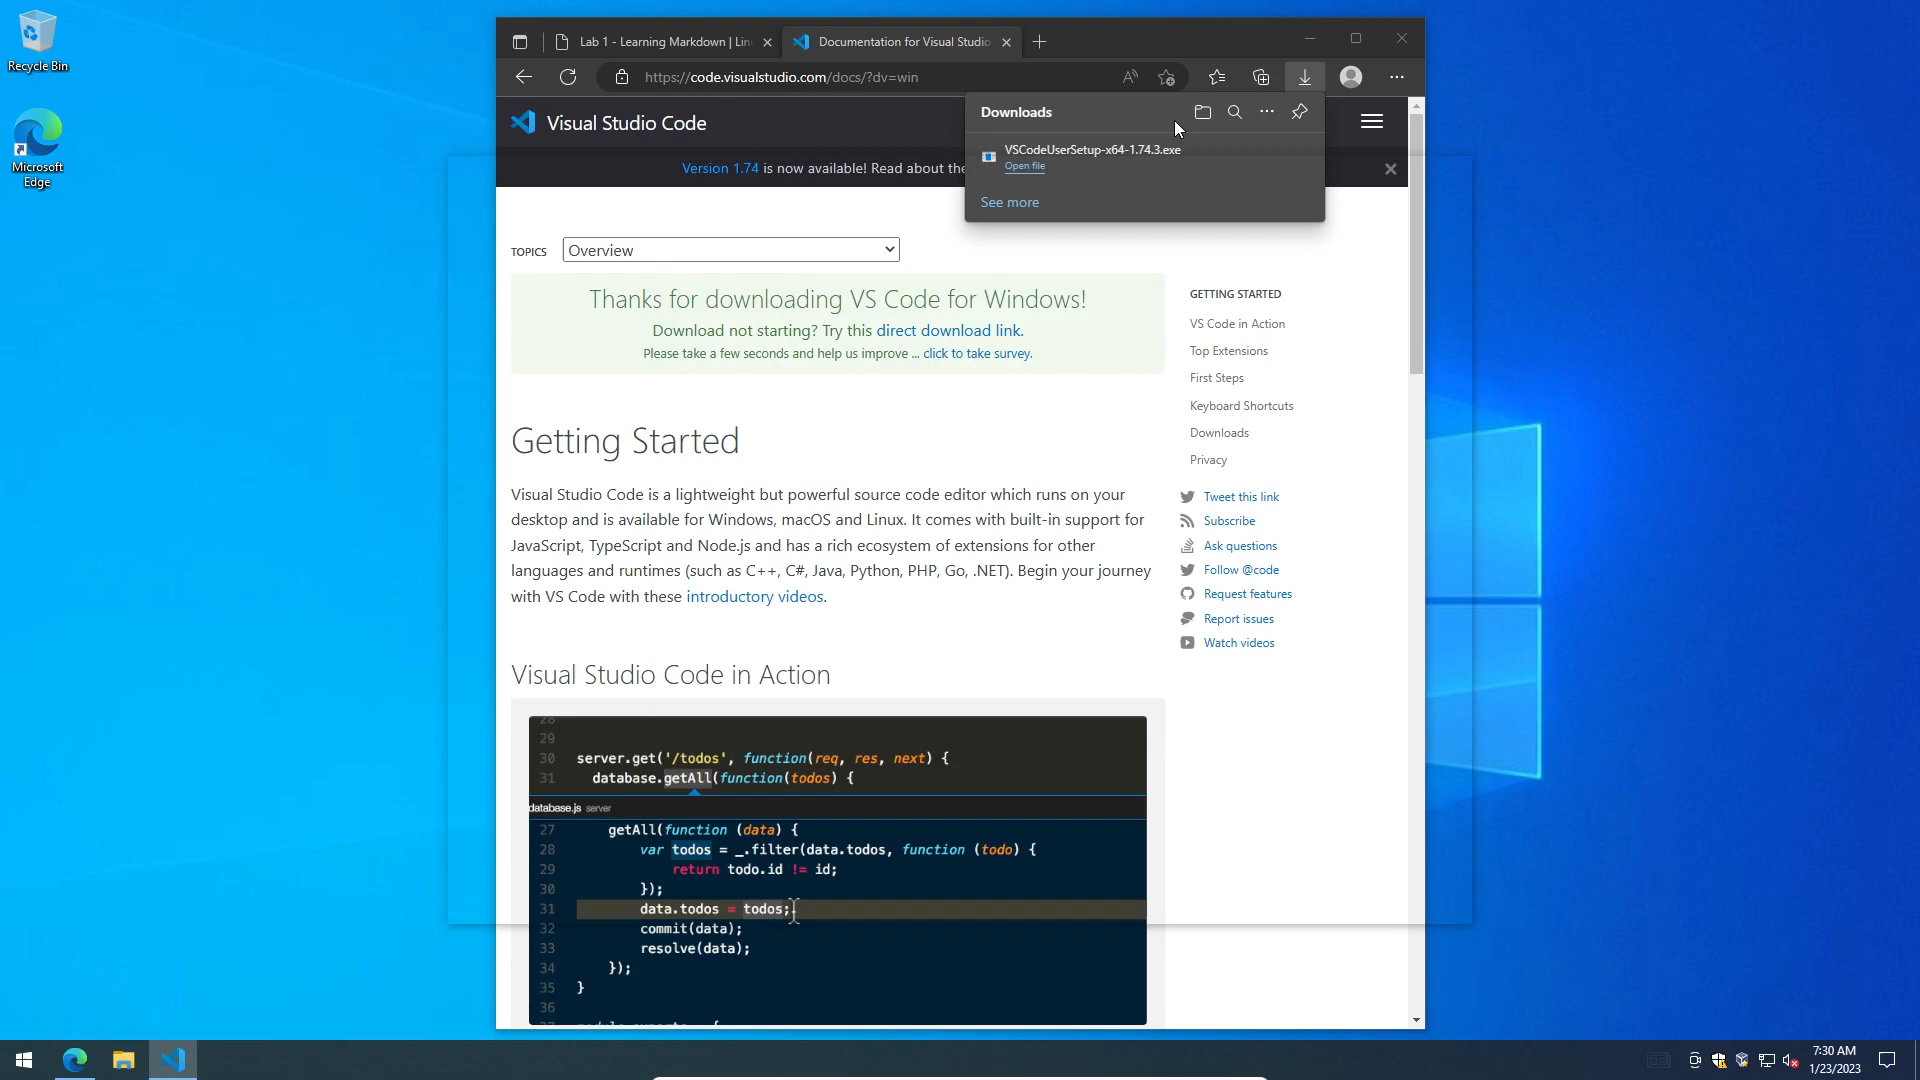 Recycle Bin
Microsoft
Edge
Lab 1 - Learning Markdown | Lin
Documentation for Visual Studio
https://code.visualstudio.com/docs/?dv=win
Visual Studio Code
Downloads
VSCodeUserSetup-x64-1.74.3.exe
Open file
See more
Version 1.74 is now available! Read about the
TOPICS
Overview
Thanks for downloading VS Code for Windows!
Download not starting? Try this direct download link.
Please take a few seconds and help us improve ... click to take survey.
Getting Started
Visual Studio Code is a lightweight but powerful source code editor which runs on your
desktop and is available for Windows, macOS and Linux. It comes with built-in support for
JavaScript, TypeScript and Node.js and has a rich ecosystem of extensions for other
languages and runtimes (such as C++, C#, Java, Python, PHP, Go, .NET). Begin your journey
with VS Code with these introductory videos.
GETTING STARTED
VS Code in Action
Top Extensions
First Steps
Keyboard Shortcuts
Downloads
Privacy
Tweet this link
Subscribe
Ask questions
Follow @code
Request features
Report issues
Watch videos
Visual Studio Code in Action
28
29
30 server.get('/todos', function(req, res, next) {
31 database.getAll(function(todos) {
database.js server
27 getAll(function (data) {
28 var todos = _.filter(data.todos, function (todo) {
29 return todo.id != id;
30 });
31 data.todos = todos;
32 commit(data);
33 resolve(data);
34 });
35 }
36
7:30 AM
1/23/2023